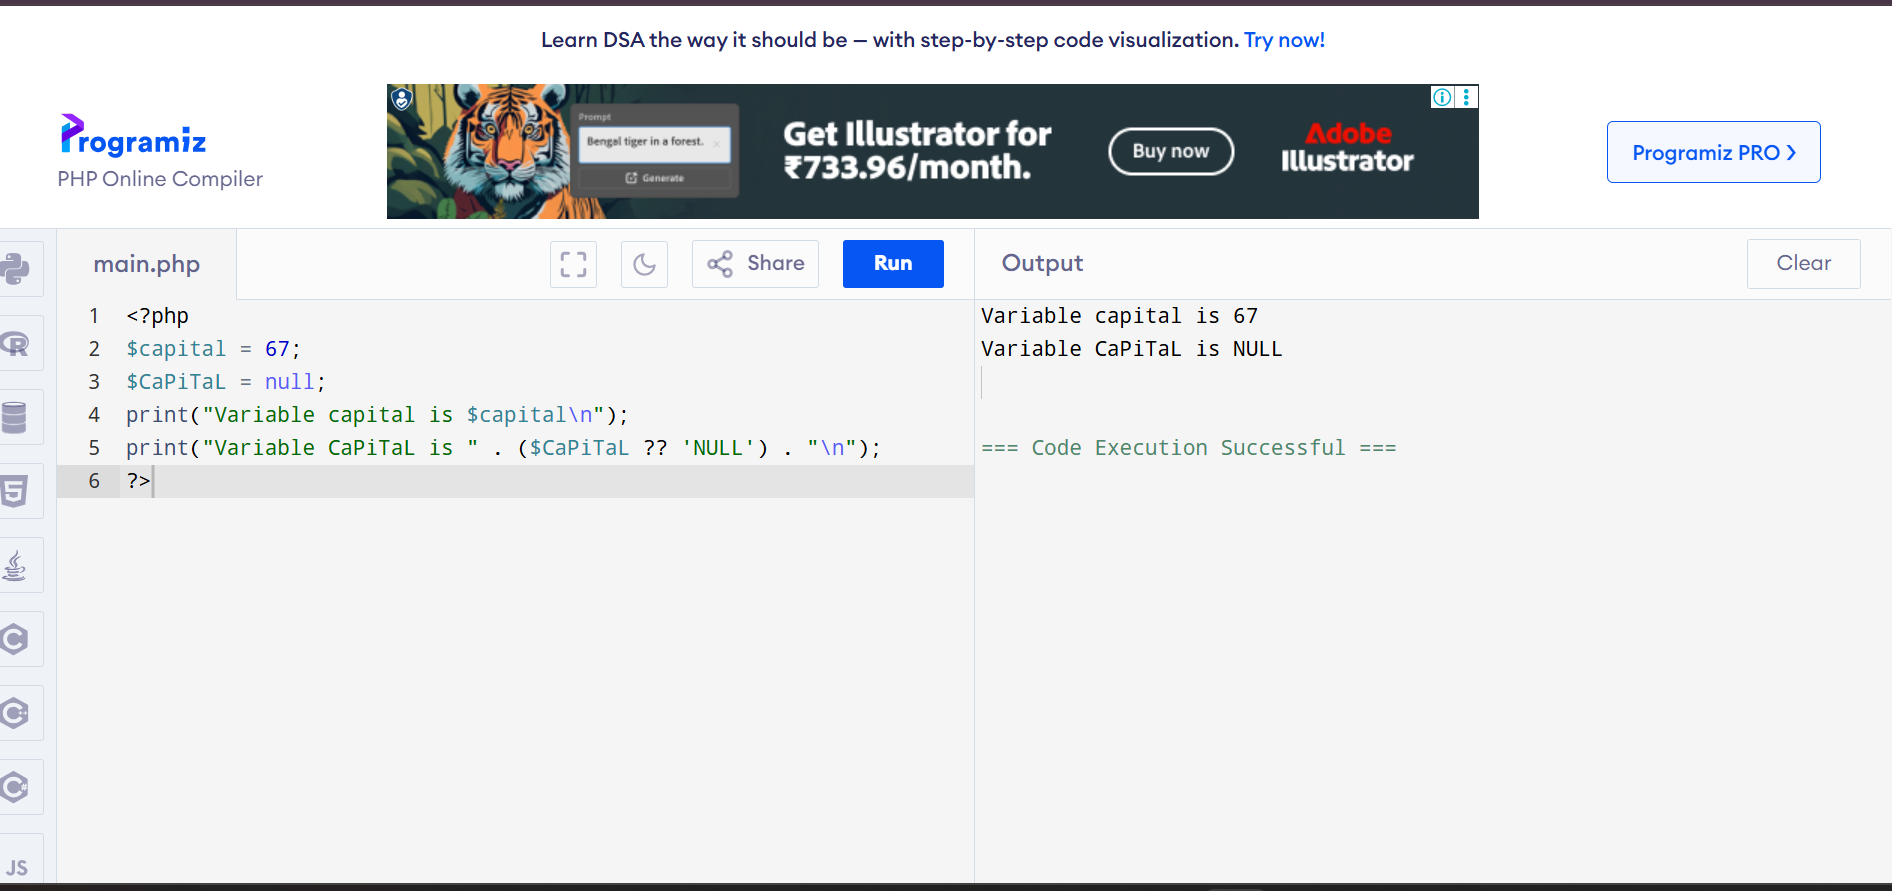 Learn DSA the way it should be — with step-by-step code visualization. Try now!
Programiz
PHP Online Compiler
Prompt
Bengal tiger in a forest.
Generate
Get Illustrator for
₹733.96/month.
Buy now
Adobe
Illustrator
Programiz PRO
main.php
Share
Run
Output
Clear
1 <?php
2 $capital = 67;
3 $CaPiTaL = null;
4 print("Variable capital is $capital\n");
5 print("Variable CaPiTaL is " . ($CaPiTaL ?? 'NULL') . "\n");
6 ?>
Variable capital is 67
Variable CaPiTaL is NULL
=== Code Execution Successful ===
R
5
C
C++
C#
JS